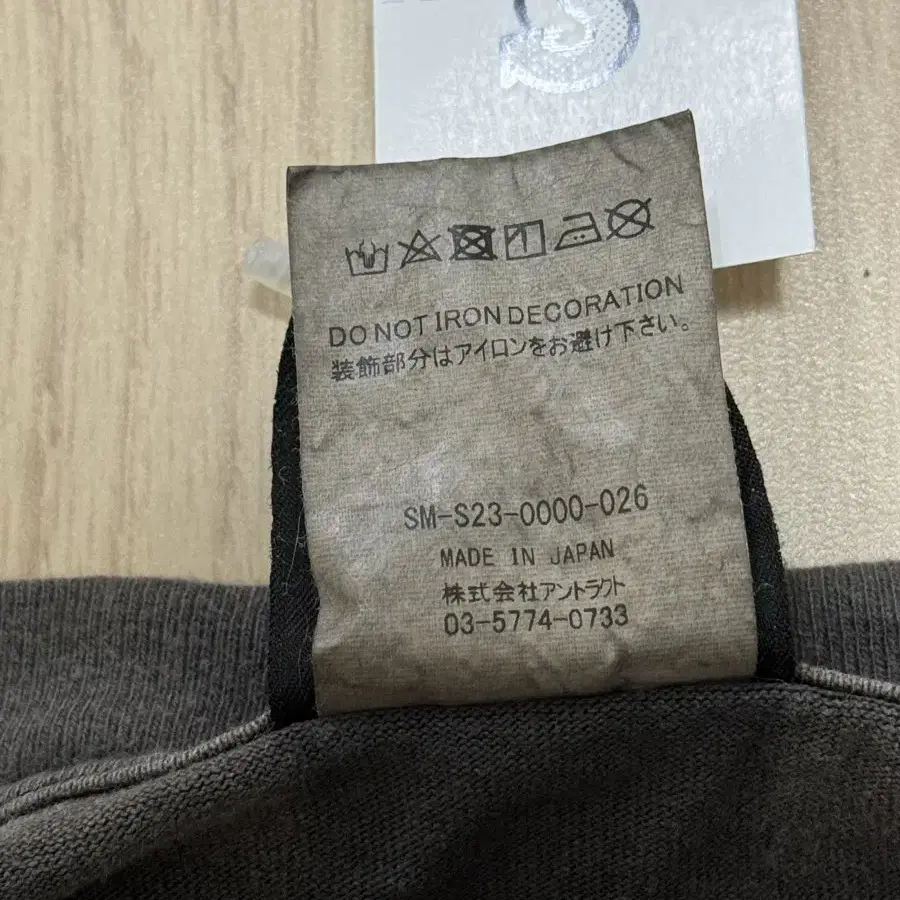 DO NOT IRON DECORATION
装飾部分はアイロンをお避け下さい。
SM-S23-0000-026
MADE IN JAPAN
株式会社アントラクト
03-5774-0733